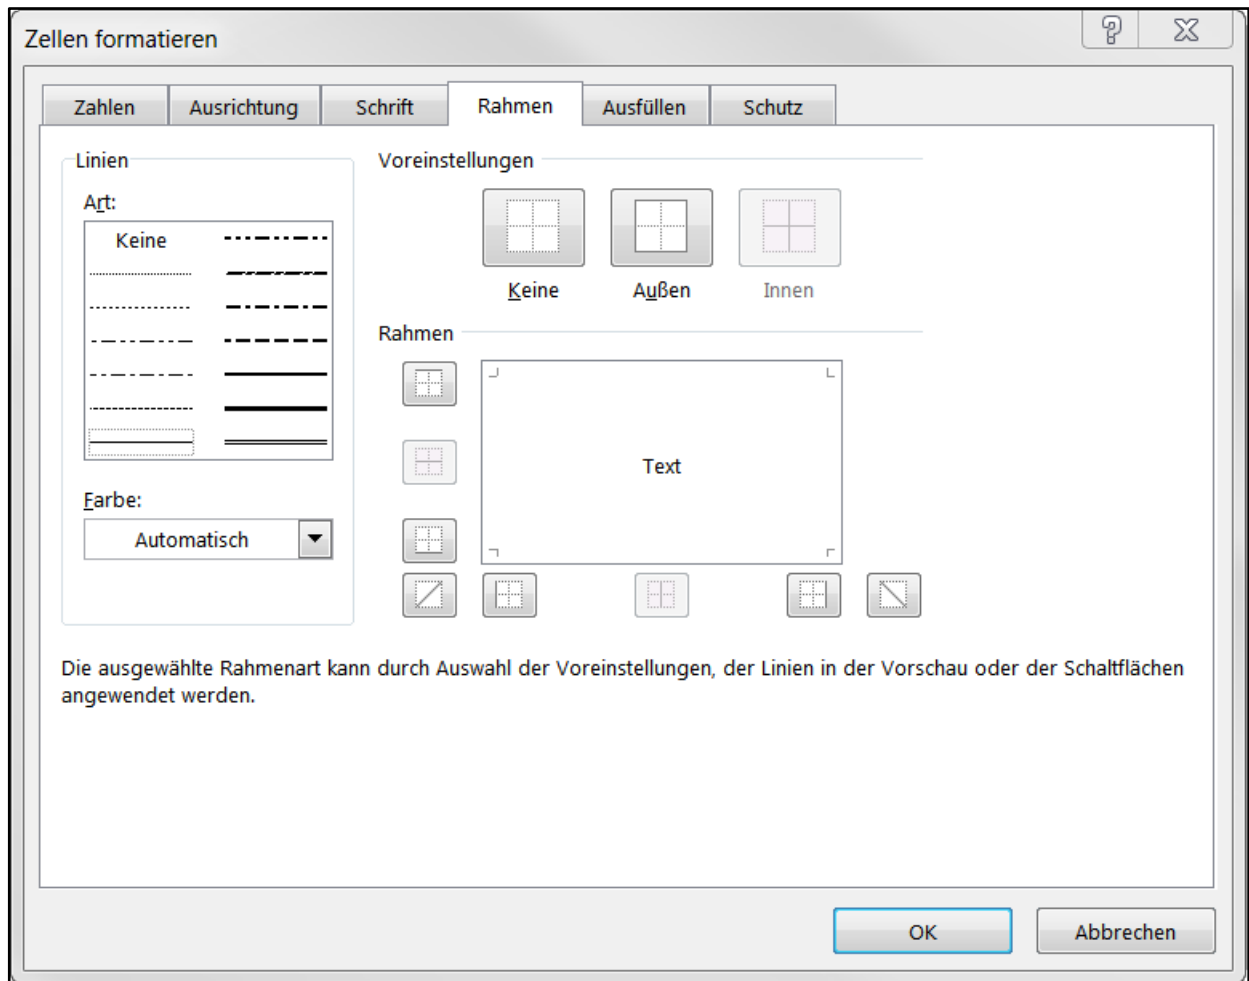 Zellen formatieren
Zahlen Ausrichtung Schrift Rahmen Ausfüllen Schutz
Linien
Art:
Keine
Farbe:
Automatisch
Voreinstellungen
Keine Außen Innen
Rahmen
Text
Die ausgewählte Rahmenart kann durch Auswahl der Voreinstellungen, der Linien in der Vorschau oder der Schaltflächen
angewendet werden.
OK Abbrechen